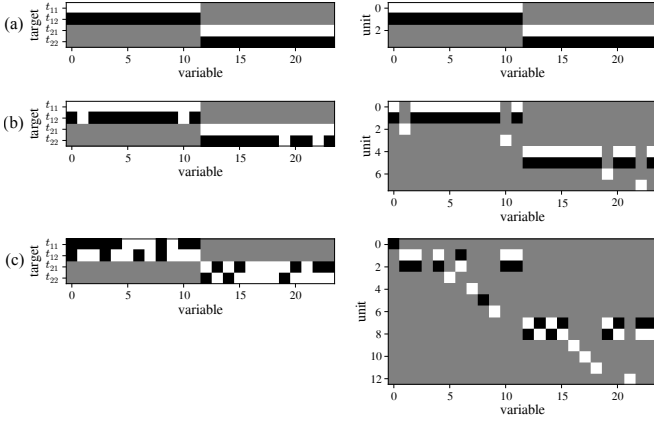 (a)
target
t11
t12
t21
t22
0 5 10 15 20
variable
unit
0
2
0 5 10 15 20
variable
(b)
target
t11
t12
t21
t22
0 5 10 15 20
variable
unit
0
2
4
6
0 5 10 15 20
variable
(c)
target
t11
t12
t21
t22
0 5 10 15 20
variable
unit
0
2
4
6
8
10
12
0 5 10 15 20
variable